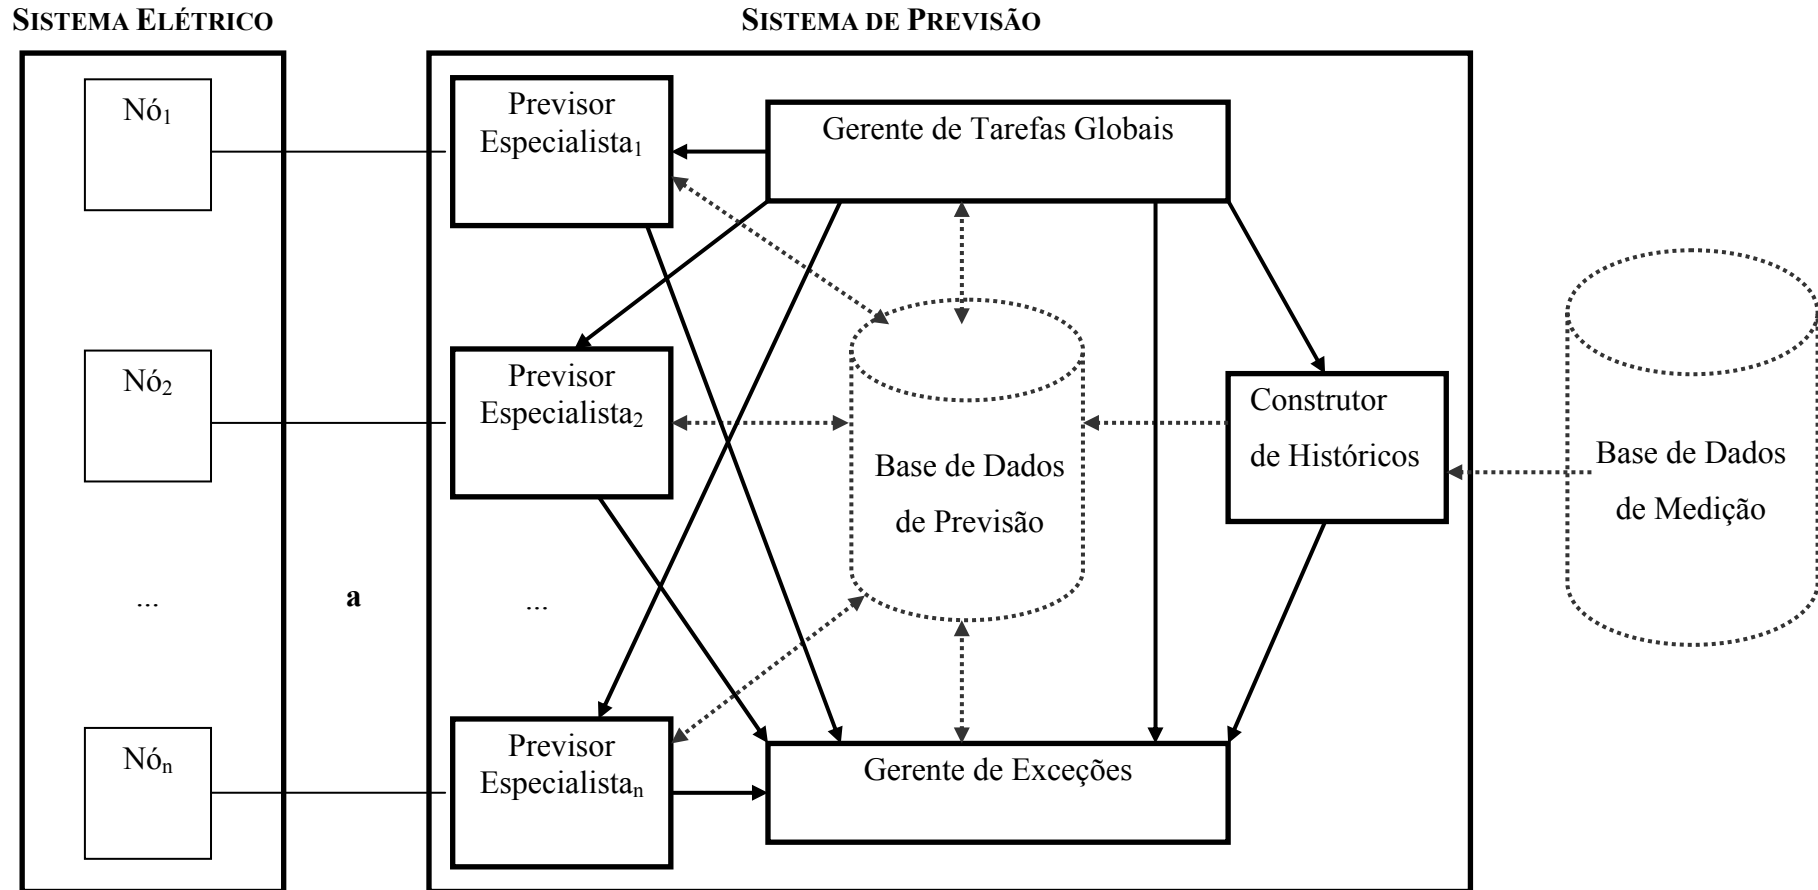 SISTEMA ELÉTRICO
SISTEMA DE PREVISÃO
Nó1
Previsor
Especialista1
Gerente de Tarefas Globais
Nó2
Previsor
Especialista2
Construtor
de Históricos
Base de Dados
de Previsão
Base de Dados
de Medição
...
a
...
Nón
Previsor
Especialistan
Gerente de Exceções